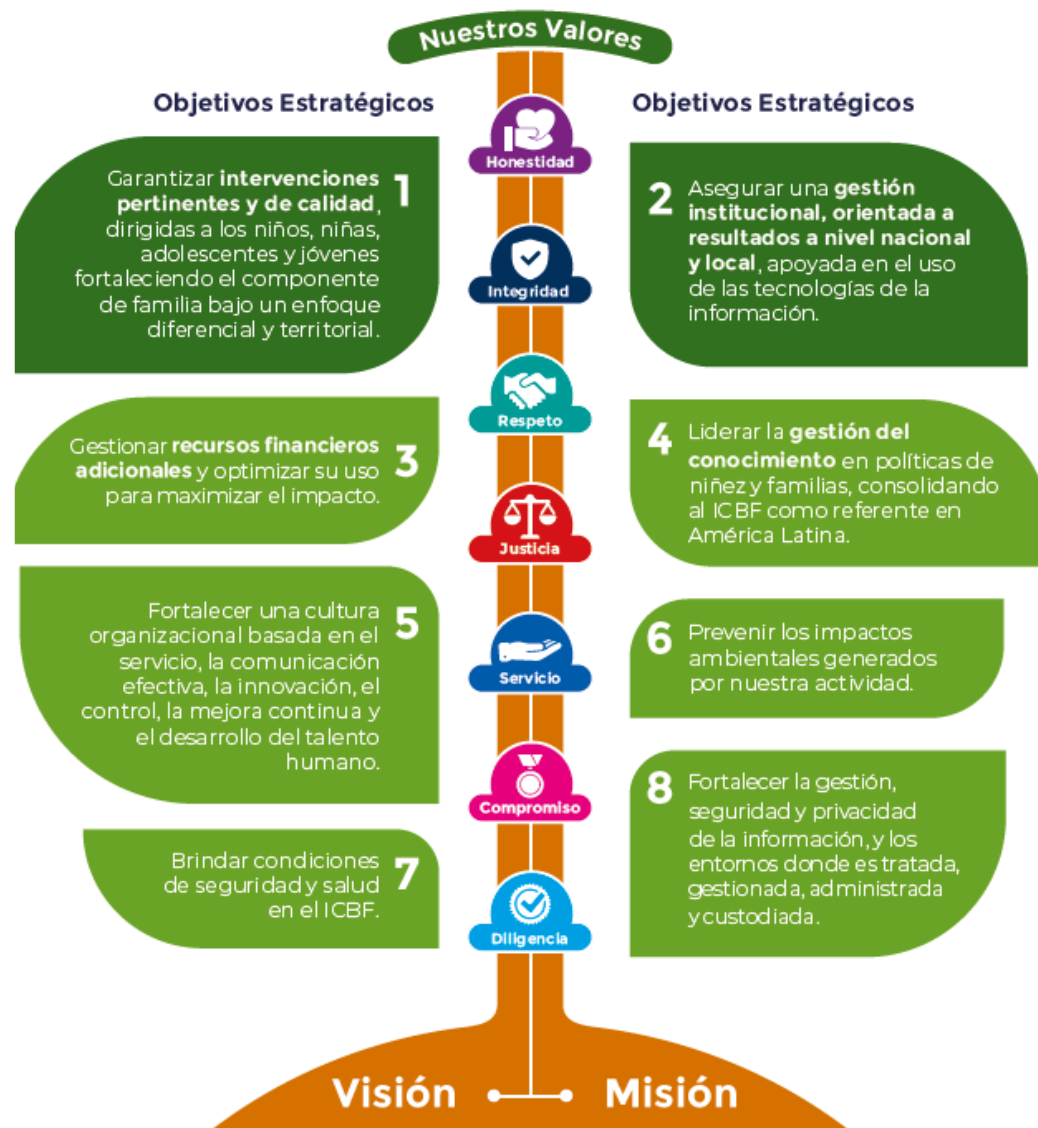 Nuestros Valores
Objetivos Estratégicos
Objetivos Estratégicos
Honestidad
Integridad
Respeto
Justicia
Servicio
Compromiso
Diligencia
1
Garantizar intervenciones
pertinentes y de calidad,
dirigidas a los niños, niñas,
adolescentes y jóvenes
fortaleciendo el componente
de familia bajo un enfoque
diferencial y territorial.
2
Asegurar una gestión
institucional, orientada a
resultados a nivel nacional
y local, apoyada en el uso
de las tecnologías de la
información.
3
Gestionar recursos financieros
adicionales y optimizar su uso
para maximizar el impacto.
4
Liderar la gestión del
conocimiento en políticas de
niñez y familias, consolidando
al ICBF como referente en
América Latina.
5
Fortalecer una cultura
organizacional basada en el
servicio, la comunicación
efectiva, la innovación, el
control, la mejora continua y
el desarrollo del talento
humano.
6
Prevenir los impactos
ambientales generados
por nuestra actividad.
7
Brindar condiciones
de seguridad y salud
en el ICBF.
8
Fortalecer la gestión,
seguridad y privacidad
de la información, y los
entornos donde es tratada,
gestionada, administrada
y custodiada.
Visión
Misión